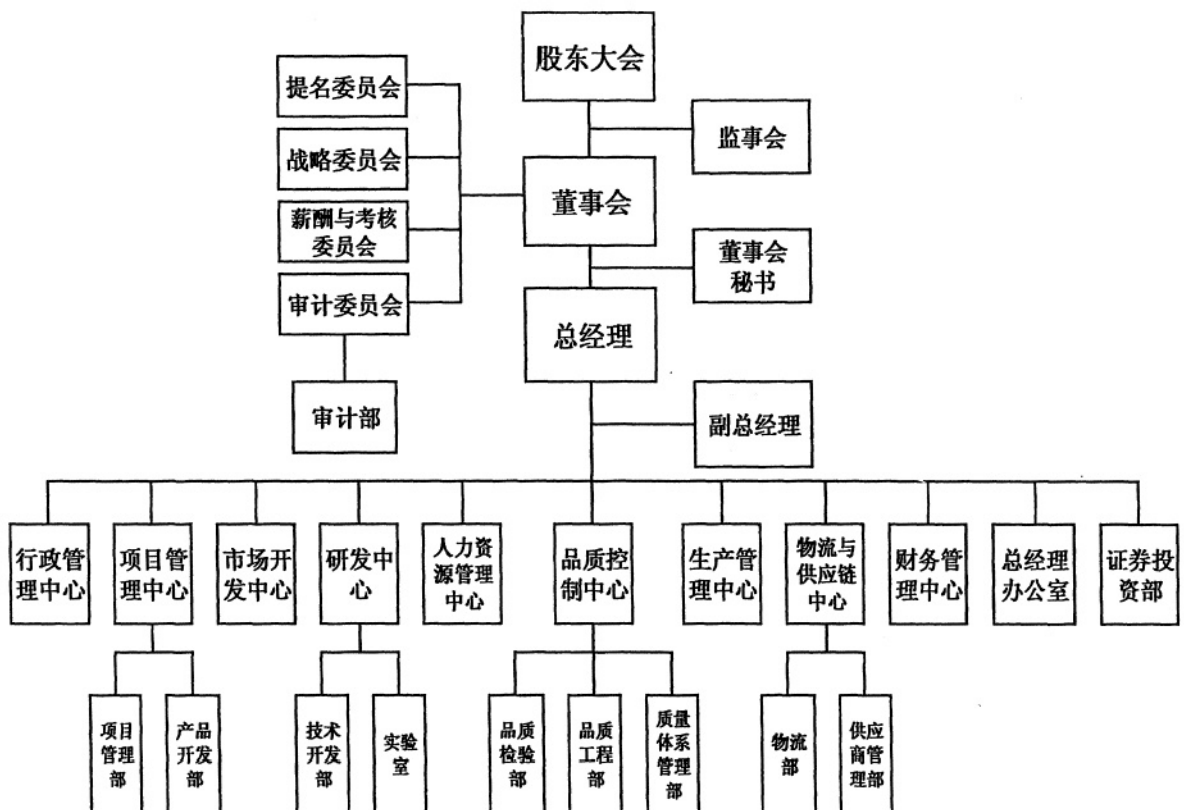 股东大会
提名委员会
监事会
战略委员会
董事会
薪酬与考核
委员会
董事会
秘书
审计委员会
总经理
审计部
副总经理
行政管
理中心
项目管
理中心
市场开
发中心
研发中
心
人力资
源管理
中心
品质控
制中心
生产管
理中心
物流与
供应链
中心
财务管
理中心
总经理
办公室
证券投
资部
项目
管理
部
产品
开发
部
技术
开发
部
实验
室
品质
检验
部
品质
工程
部
质量
体系
管理
部
物流
部
供应
商管
理部